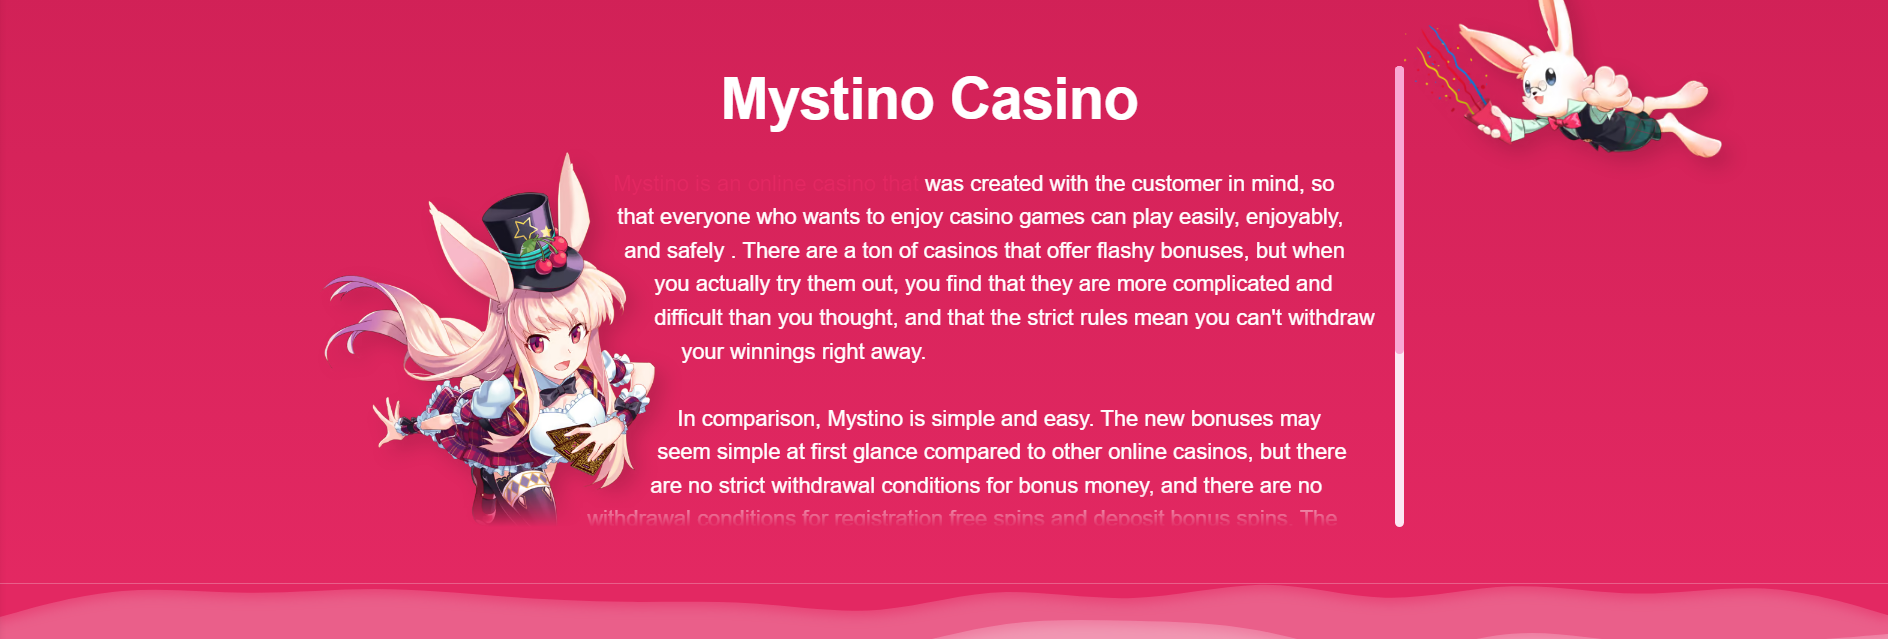 Mystino Casino
Mystino is an online casino that was created with the customer in mind, so
that everyone who wants to enjoy casino games can play easily, enjoyably,
and safely . There are a ton of casinos that offer flashy bonuses, but when
you actually try them out, you find that they are more complicated and
difficult than you thought, and that the strict rules mean you can't withdraw
your winnings right away.
In comparison, Mystino is simple and easy. The new bonuses may
seem simple at first glance compared to other online casinos, but there
are no strict withdrawal conditions for bonus money, and there are no
withdrawal conditions for registration free spins and deposit bonus spins. The